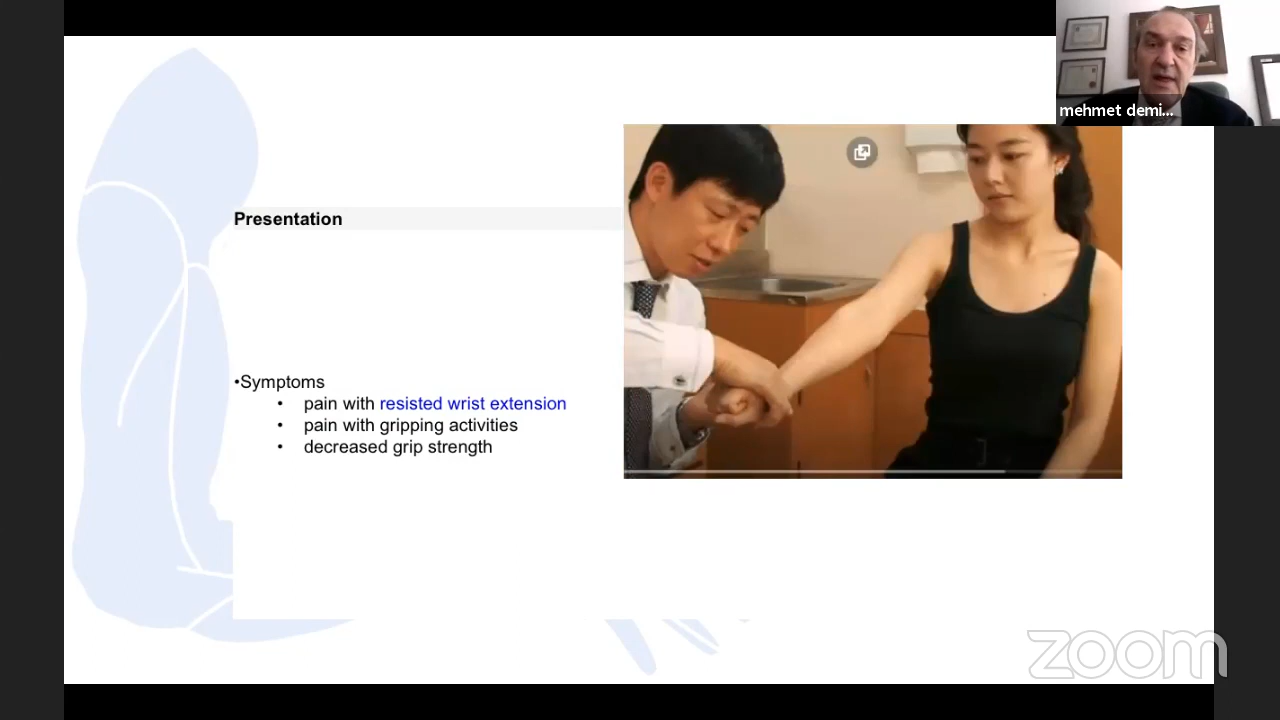 mehmet demi...
Presentation
•Symptoms
• pain with resisted wrist extension
• pain with gripping activities
• decreased grip strength
zoom